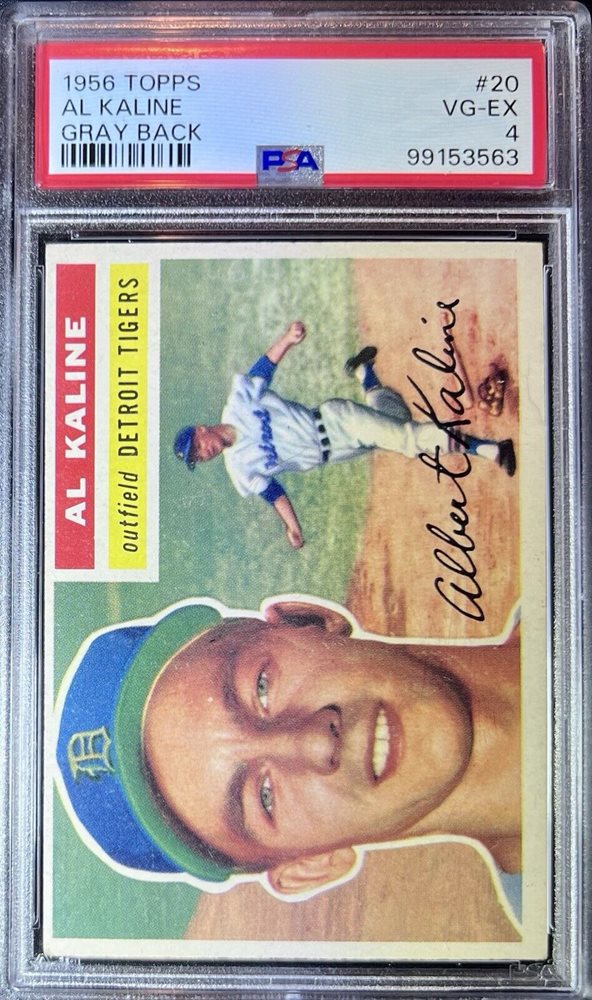 1956 TOPPS #20
AL KALINE VG-EX
GRAY BACK 4
PSA 99153563
AL KALINE
outfield DETROIT TIGERS
Detroit
Albert Kaline
D